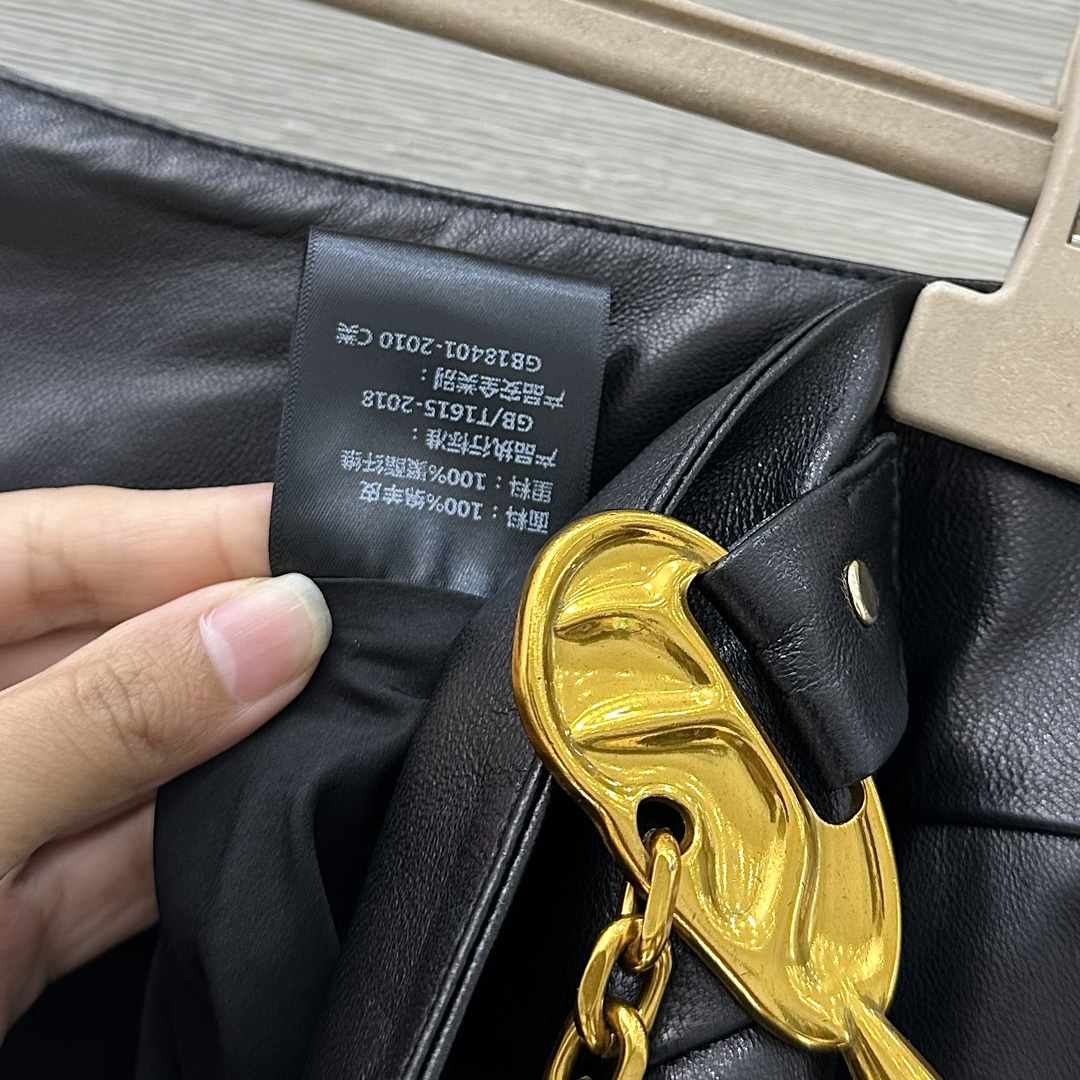 面料：100%绵羊皮
里料：100%聚酯纤维
产品执行标准：
GB/T1615-2018
产品安全类别：
GB18401-2010 C类